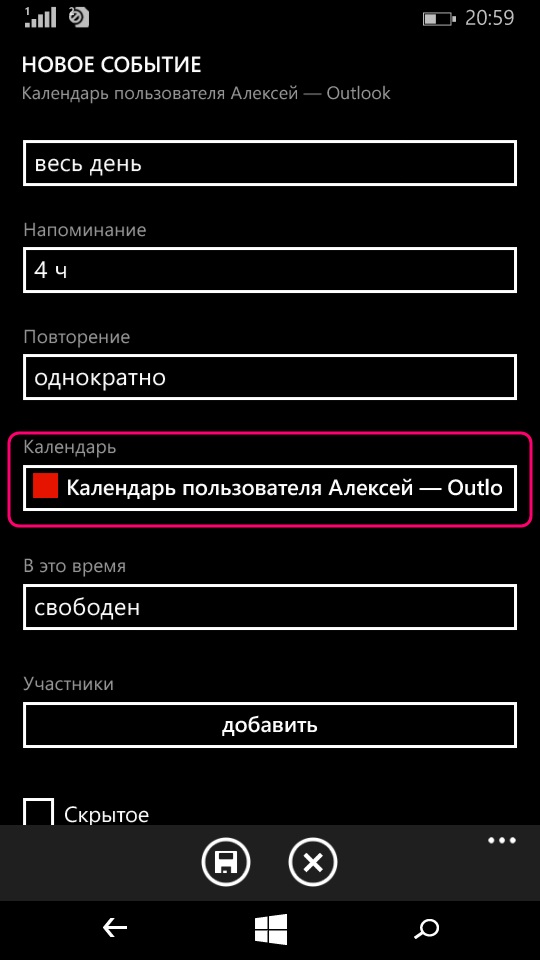 1
20:59
НОВОЕ СОБЫТИЕ
Календарь пользователя Алексей — Outlook
весь день
Напоминание
4 ч
Повторение
однократно
Календарь
Календарь пользователя Алексей — Outlo
В это время
свободен
Участники
добавить
Скрытое